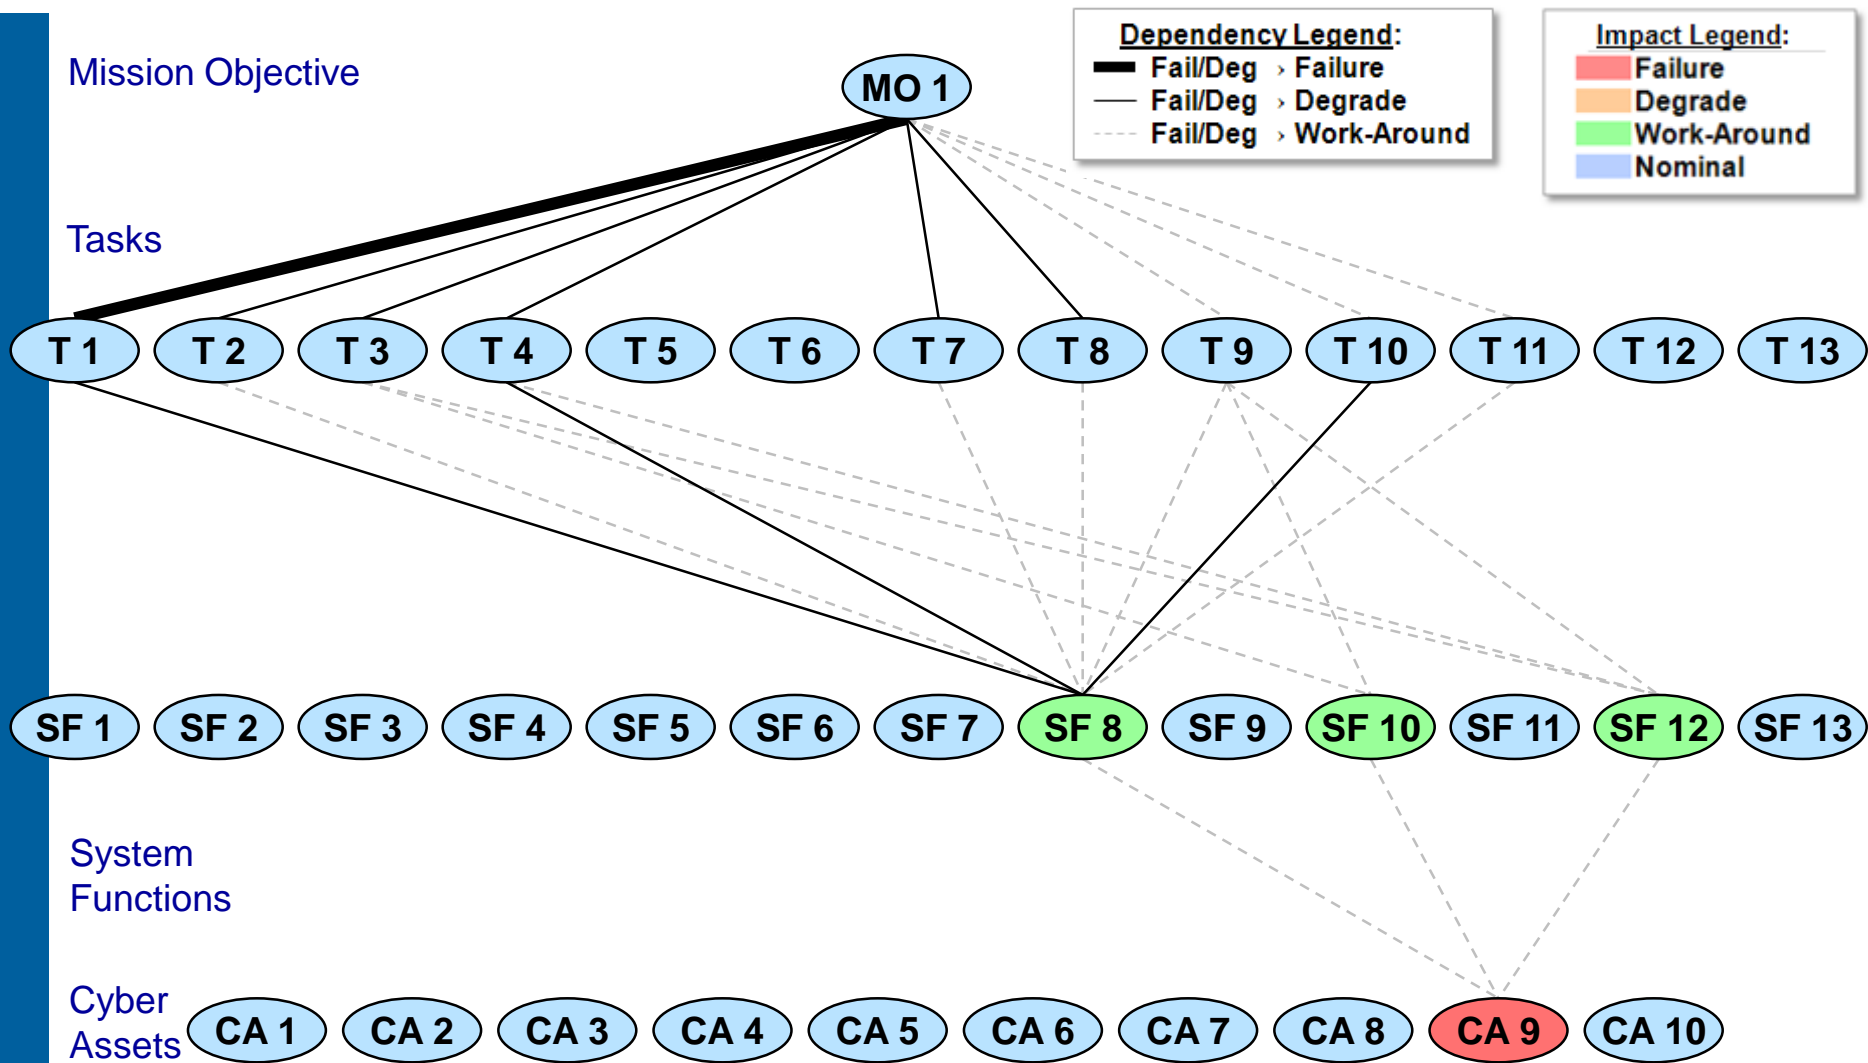 Mission Objective
MO 1
Dependency Legend:
Fail/Deg › Failure
Fail/Deg › Degrade
Fail/Deg › Work-Around
Impact Legend:
Failure
Degrade
Work-Around
Nominal
Tasks
T 1 T 2 T 3 T 4 T 5 T 6 T 7 T 8 T 9 T 10 T 11 T 12 T 13
SF 1 SF 2 SF 3 SF 4 SF 5 SF 6 SF 7 SF 8 SF 9 SF 10 SF 11 SF 12 SF 13
System
Functions
Cyber
Assets
CA 1 CA 2 CA 3 CA 4 CA 5 CA 6 CA 7 CA 8 CA 9 CA 10